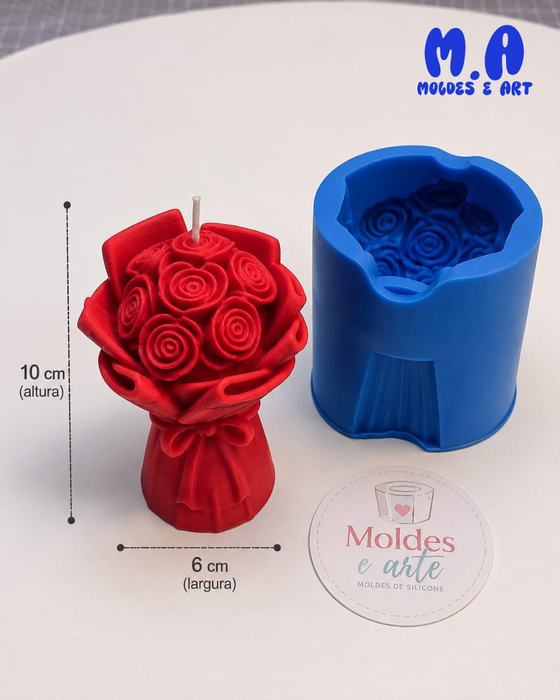 M.A
MOLDES E ART
10 cm
(altura)
6 cm
(largura)
Moldes
e arte
MOLDES DE SILICONE